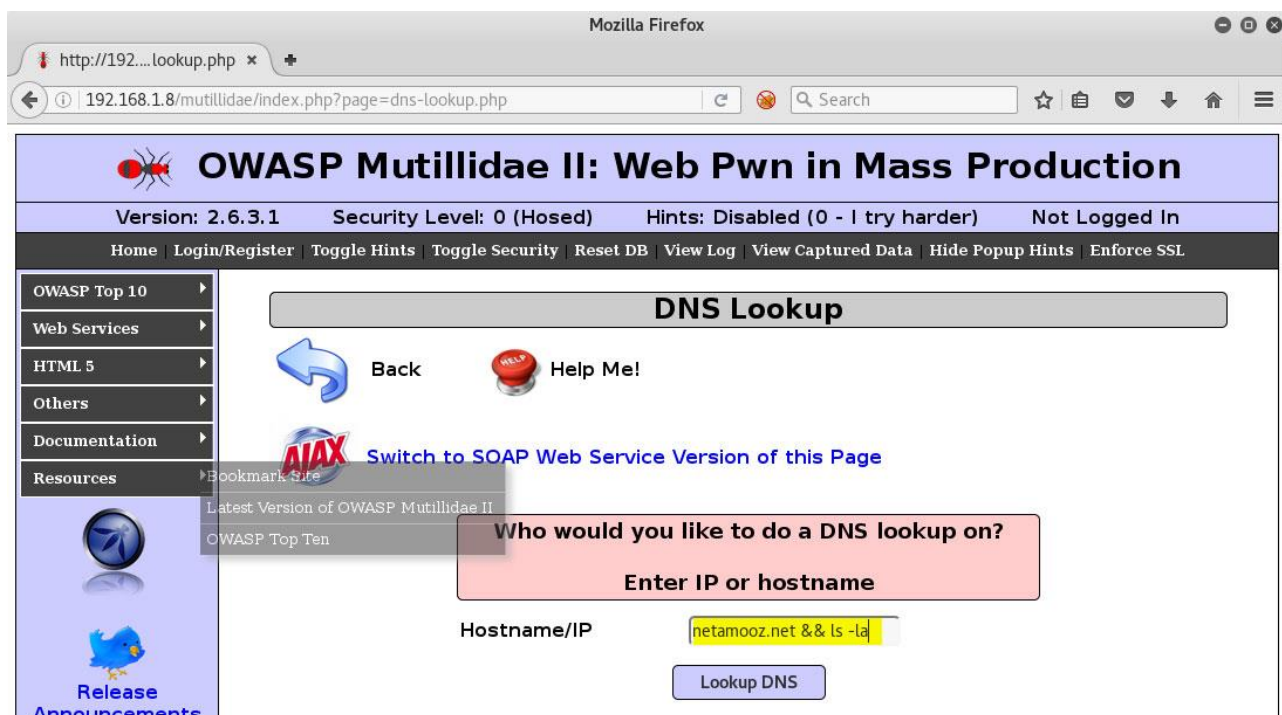 Mozilla Firefox
http://192....lookup.php
192.168.1.8/mutillidae/index.php?page=dns-lookup.php
Search
OWASP Mutillidae II: Web Pwn in Mass Production
Version: 2.6.3.1 Security Level: 0 (Hosed) Hints: Disabled (0 - I try harder) Not Logged In
Home | Login/Register | Toggle Hints | Toggle Security | Reset DB | View Log | View Captured Data | Hide Popup Hints | Enforce SSL
OWASP Top 10
Web Services
HTML 5
Others
Documentation
Resources
Bookmark Site
Latest Version of OWASP Mutillidae II
OWASP Top Ten
Release
Announcements
DNS Lookup
Back
HELP
Help Me!
AJAX
Switch to SOAP Web Service Version of this Page
Who would you like to do a DNS lookup on?
Enter IP or hostname
Hostname/IP
netamooz.net && ls -la
Lookup DNS